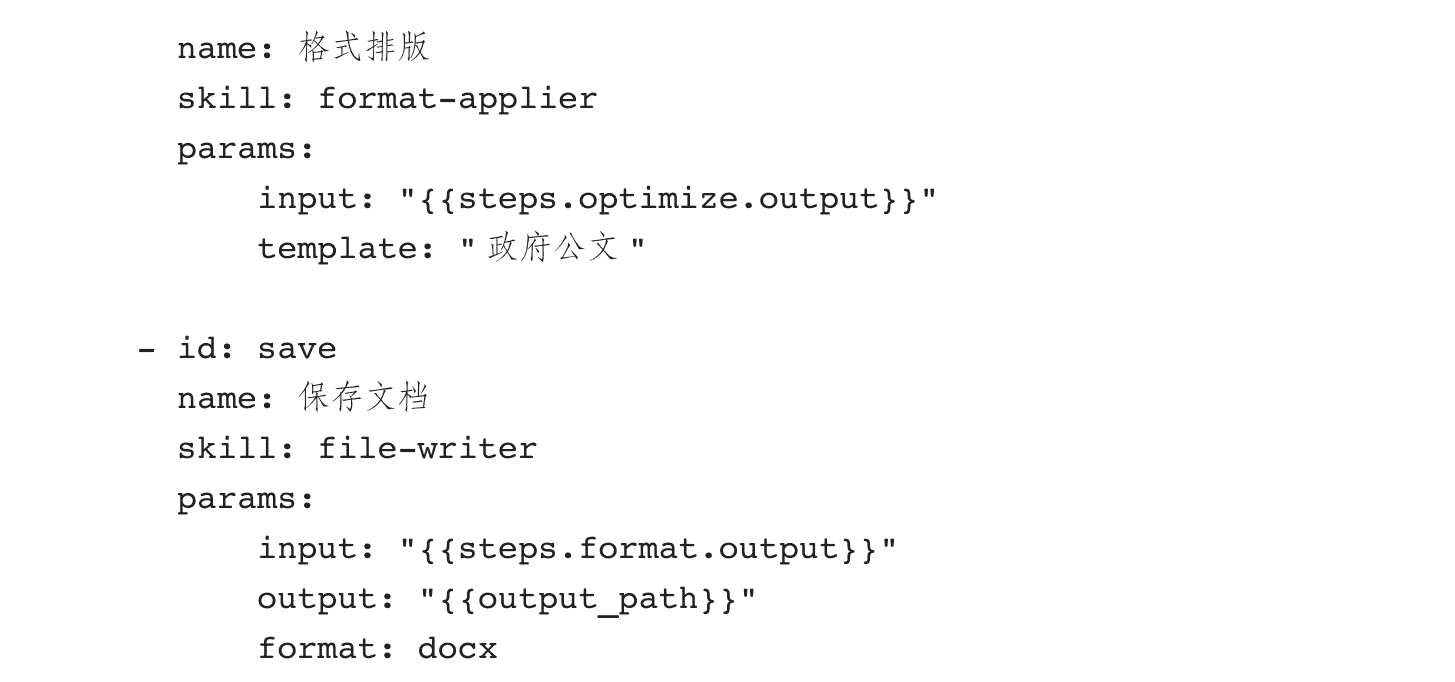 name: 格式排版
skill: format-applier
params:
input: "{{steps.optimize.output}}"
template: "政府公文"
- id: save
name: 保存文档
skill: file-writer
params:
input: "{{steps.format.output}}"
output: "{{output_path}}"
format: docx